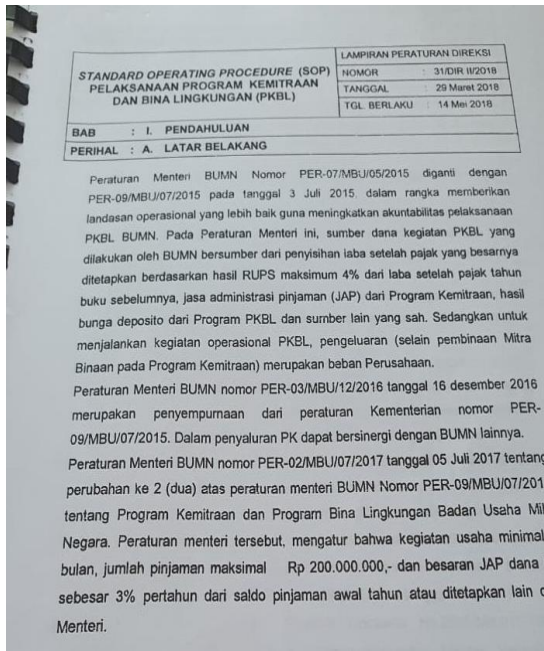 STANDARD OPERATING PROCEDURE (SOP)
PELAKSANAAN PROGRAM KEMITRAAN
DAN BINA LINGKUNGAN (PKBL)
LAMPIRAN PERATURAN DIREKSI
NOMOR : 31/DIR II/2018
TANGGAL : 29 Maret 2018
TGL. BERLAKU : 14 Mei 2018
BAB : I. PENDAHULUAN
PERIHAL : A. LATAR BELAKANG
Peraturan Menteri BUMN Nomor PER-07/MBU/05/2015 diganti dengan
PER-09/MBU/07/2015 pada tanggal 3 Juli 2015. dalam rangka memberikan
landasan operasional yang lebih baik guna meningkatkan akuntabilitas pelaksanaan
PKBL BUMN. Pada Peraturan Menteri ini, sumber dana kegiatan PKBL yang
dilakukan oleh BUMN bersumber dari penyisihan laba setelah pajak yang besarnya
ditetapkan berdasarkan hasil RUPS maksimum 4% dari laba setelah pajak tahun
buku sebelumnya, jasa administrasi pinjaman (JAP) dari Program Kemitraan, hasil
bunga deposito dari Program PKBL dan sumber lain yang sah. Sedangkan untuk
menjalankan kegiatan operasional PKBL, pengeluaran (selain pembinaan Mitra
Binaan pada Program Kemitraan) merupakan beban Perusahaan.
Peraturan Menteri BUMN nomor PER-03/MBU/12/2016 tanggal 16 desember 2016
merupakan penyempurnaan dari peraturan Kementerian nomor PER-
09/MBU/07/2015. Dalam penyaluran PK dapat bersinergi dengan BUMN lainnya.
Peraturan Menteri BUMN nomor PER-02/MBU/07/2017 tanggal 05 Juli 2017 tentang
perubahan ke 2 (dua) atas peraturan menteri BUMN Nomor PER-09/MBU/07/201
tentang Program Kemitraan dan Program Bina Lingkungan Badan Usaha Mil
Negara. Peraturan menteri tersebut, mengatur bahwa kegiatan usaha minimal
bulan, jumlah pinjaman maksimal Rp 200.000.000,- dan besaran JAP dana
sebesar 3% pertahun dari saldo pinjaman awal tahun atau ditetapkan lain
Menteri.